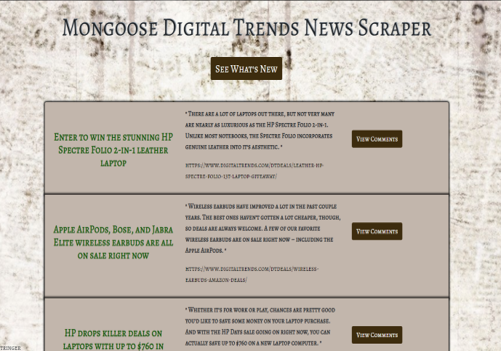 Mongoose Digital Trends News Scraper
See What's New
Enter to win the stunning HP
Spectre Folio 2-in-1 leather
laptop
" There are a lot of laptops out there, but not very many
are nearly as luxurious as the HP Spectre Folio 2-in-1.
Unlike most notebooks, the Spectre Folio incorporates
genuine leather into it's aesthetic. "
https://www.digitaltrends.com/dtdeals/leather-hp-
spectre-folio-13t-laptop-giveaway/
View Comments
Apple AirPods, Bose, and Jabra
Elite wireless earbuds are all
on sale right now
" Wireless earbuds have improved a lot in the past couple
years. The best ones haven't gotten a lot cheaper, though,
so deals are always welcome. A few of our favorite
wireless earbuds are on sale right now – including the
Apple AirPods. "
https://www.digitaltrends.com/dtdeals/wireless-
earbuds-amazon-deals/
View Comments
HP drops killer deals on
laptops with up to $760 in
" Whether it's for work or play, chances are pretty good
you'd like to save some money on your laptop purchase.
And with the HP Days sale going on right now, you can
actually save up to $760 on a new laptop computer. "
View Comments